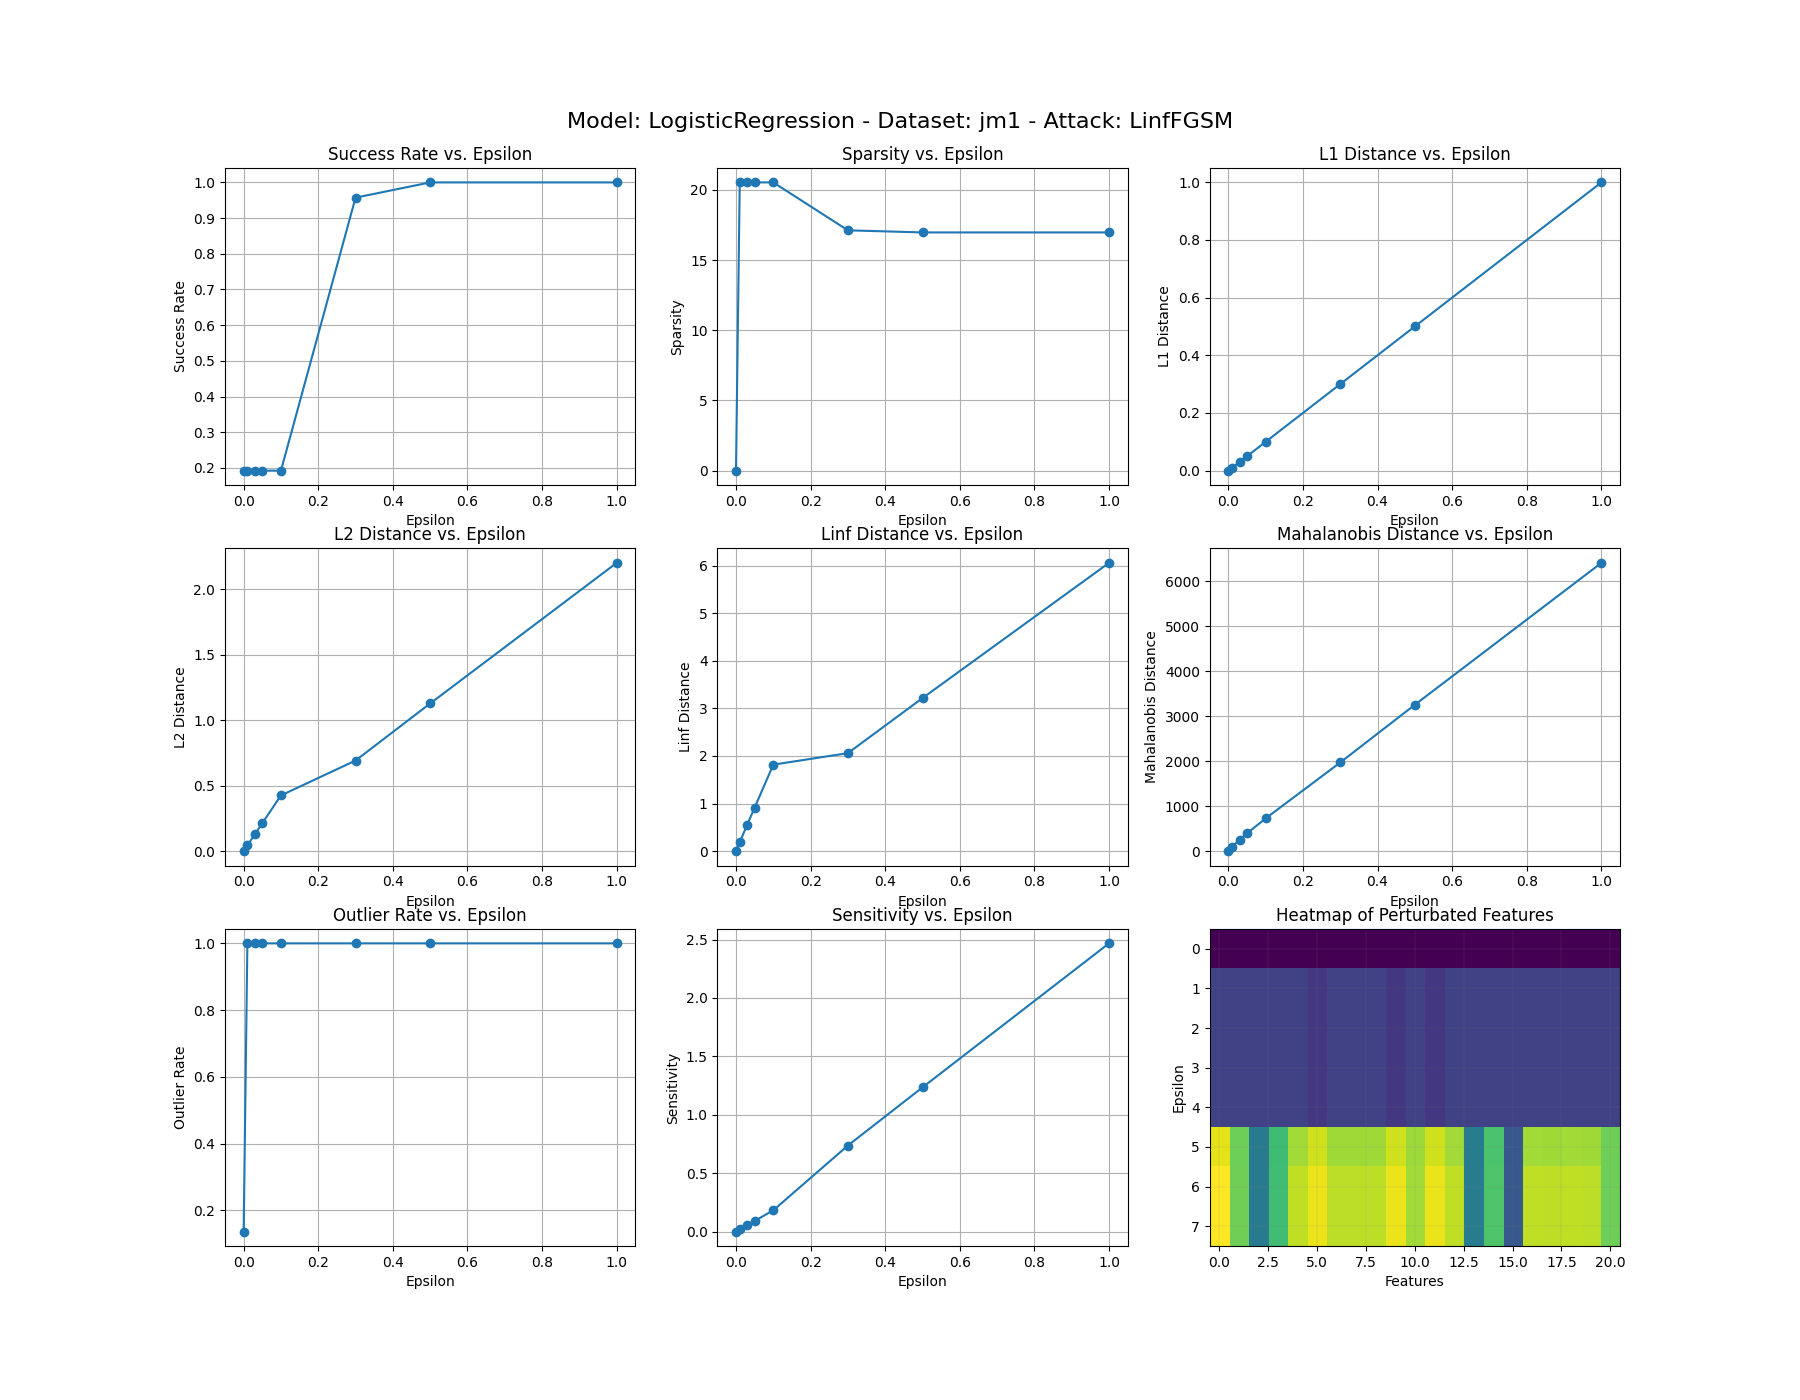 Model: LogisticRegression - Dataset: jm1 - Attack: LinfFGSM
Success Rate vs. Epsilon
Success Rate
1.0
0.9
0.8
0.7
0.6
0.5
0.4
0.3
0.2
0.0 0.2 0.4 0.6 0.8 1.0
Epsilon
Sparsity vs. Epsilon
Sparsity
20
15
10
5
0
0.0 0.2 0.4 0.6 0.8 1.0
Epsilon
L1 Distance vs. Epsilon
L1 Distance
1.0
0.8
0.6
0.4
0.2
0.0
0.0 0.2 0.4 0.6 0.8 1.0
Epsilon
L2 Distance vs. Epsilon
L2 Distance
2.0
1.5
1.0
0.5
0.0
0.0 0.2 0.4 0.6 0.8 1.0
Epsilon
Linf Distance vs. Epsilon
Linf Distance
6
5
4
3
2
1
0
0.0 0.2 0.4 0.6 0.8 1.0
Epsilon
Mahalanobis Distance vs. Epsilon
Mahalanobis Distance
6000
5000
4000
3000
2000
1000
0
0.0 0.2 0.4 0.6 0.8 1.0
Epsilon
Outlier Rate vs. Epsilon
Outlier Rate
1.0
0.8
0.6
0.4
0.2
0.0 0.2 0.4 0.6 0.8 1.0
Epsilon
Sensitivity vs. Epsilon
Sensitivity
2.5
2.0
1.5
1.0
0.5
0.0
0.0 0.2 0.4 0.6 0.8 1.0
Epsilon
Heatmap of Perturbated Features
Epsilon
0
1
2
3
4
5
6
7
0.0 2.5 5.0 7.5 10.0 12.5 15.0 17.5 20.0
Features